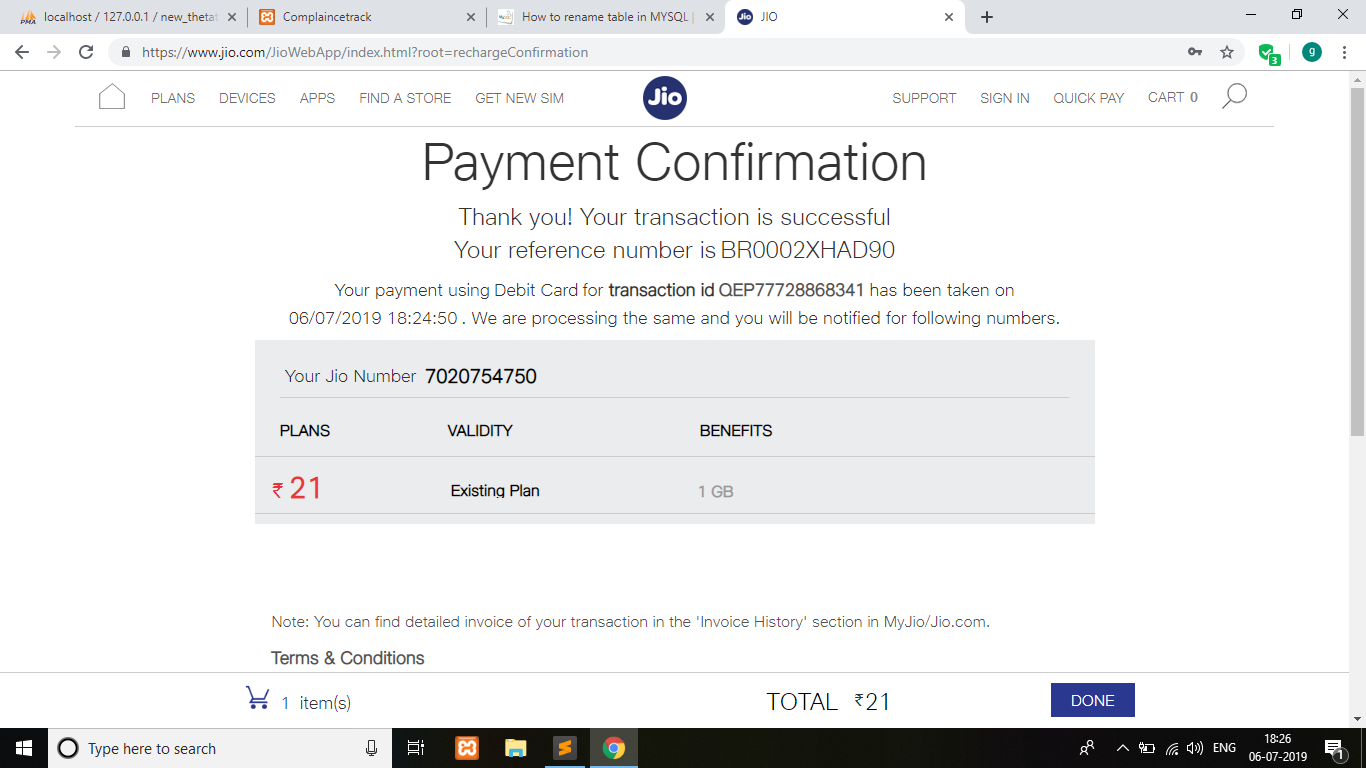 localhost / 127.0.0.1 / new_thetat
Complaincetrack
How to rename table in MYSQL |
JIO
https://www.jio.com/JioWebApp/index.html?root=rechargeConfirmation
g
3
PLANS DEVICES APPS FIND A STORE GET NEW SIM Jio SUPPORT SIGN IN QUICK PAY CART 0
Payment Confirmation
Thank you! Your transaction is successful
Your reference number is BR0002XHAD90
Your payment using Debit Card for transaction id QEP77728868341 has been taken on
06/07/2019 18:24:50 . We are processing the same and you will be notified for following numbers.
Your Jio Number 7020754750
PLANS VALIDITY BENEFITS
₹ 21 Existing Plan 1 GB
Note: You can find detailed invoice of your transaction in the 'Invoice History' section in MyJio/Jio.com.
Terms & Conditions
1 item(s) TOTAL ₹21 DONE
Type here to search
ENG
18:26
06-07-2019
1